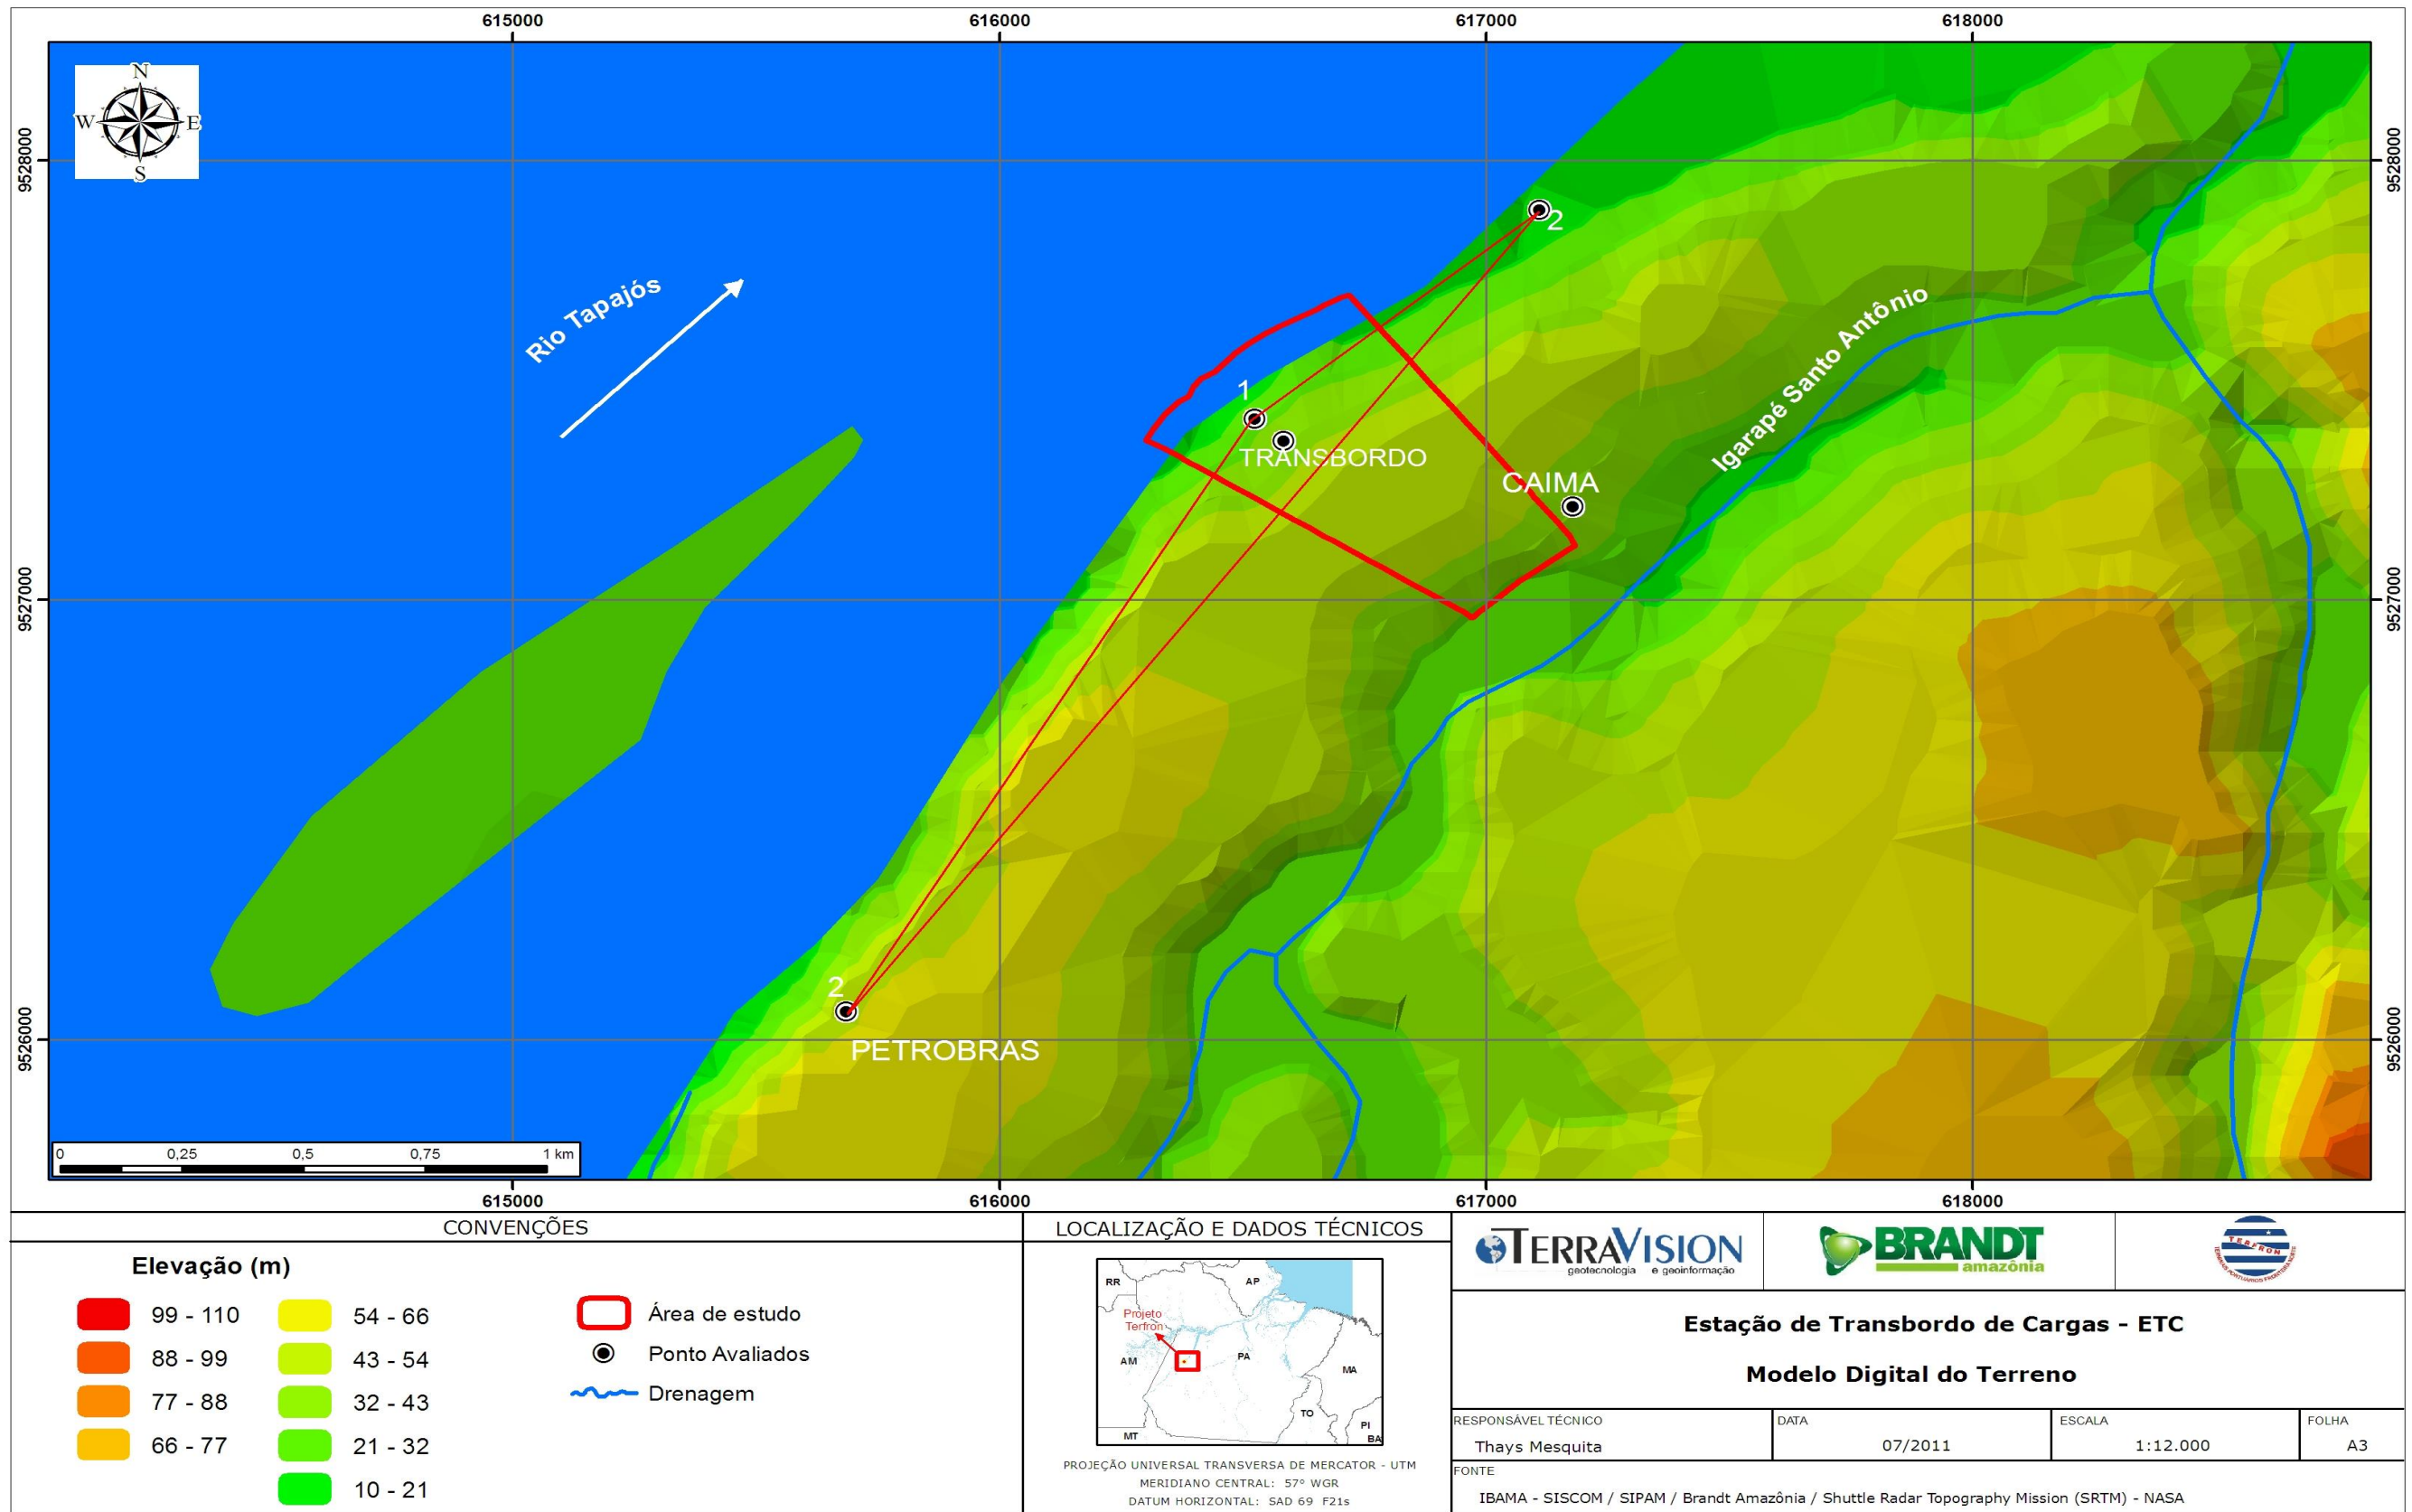 615000
616000
617000
618000
N
W
E
S
9528000
9528000
2
Rio Tapajós
Igarapé Santo Antônio
1
TRANSBORDO
CAIMA
9527000
9527000
2
PETROBRAS
9526000
9526000
0
0,25
0,5
0,75
1 km
615000
616000
617000
618000
CONVENÇÕES
Elevação (m)
99 - 110
88 - 99
77 - 88
66 - 77
54 - 66
43 - 54
32 - 43
21 - 32
10 - 21
Área de estudo
Ponto Avaliados
Drenagem
LOCALIZAÇÃO E DADOS TÉCNICOS
RR
AP
Projeto
Terfron
AM
PA
MA
TO
PI
BA
MT
PROJEÇÃO UNIVERSAL TRANSVERSA DE MERCATOR - UTM
MERIDIANO CENTRAL: 57° WGR
DATUM HORIZONTAL: SAD 69 F21s
TERRAVISION
geotecnologia e geoinformação
BRANDT
amazônia
TERFRON
Estação de Transbordo de Cargas - ETC
Modelo Digital do Terreno
RESPONSÁVEL TÉCNICO
Thays Mesquita
DATA
07/2011
ESCALA
1:12.000
FOLHA
A3
FONTE
IBAMA - SISCOM / SIPAM / Brandt Amazônia / Shuttle Radar Topography Mission (SRTM) - NASA